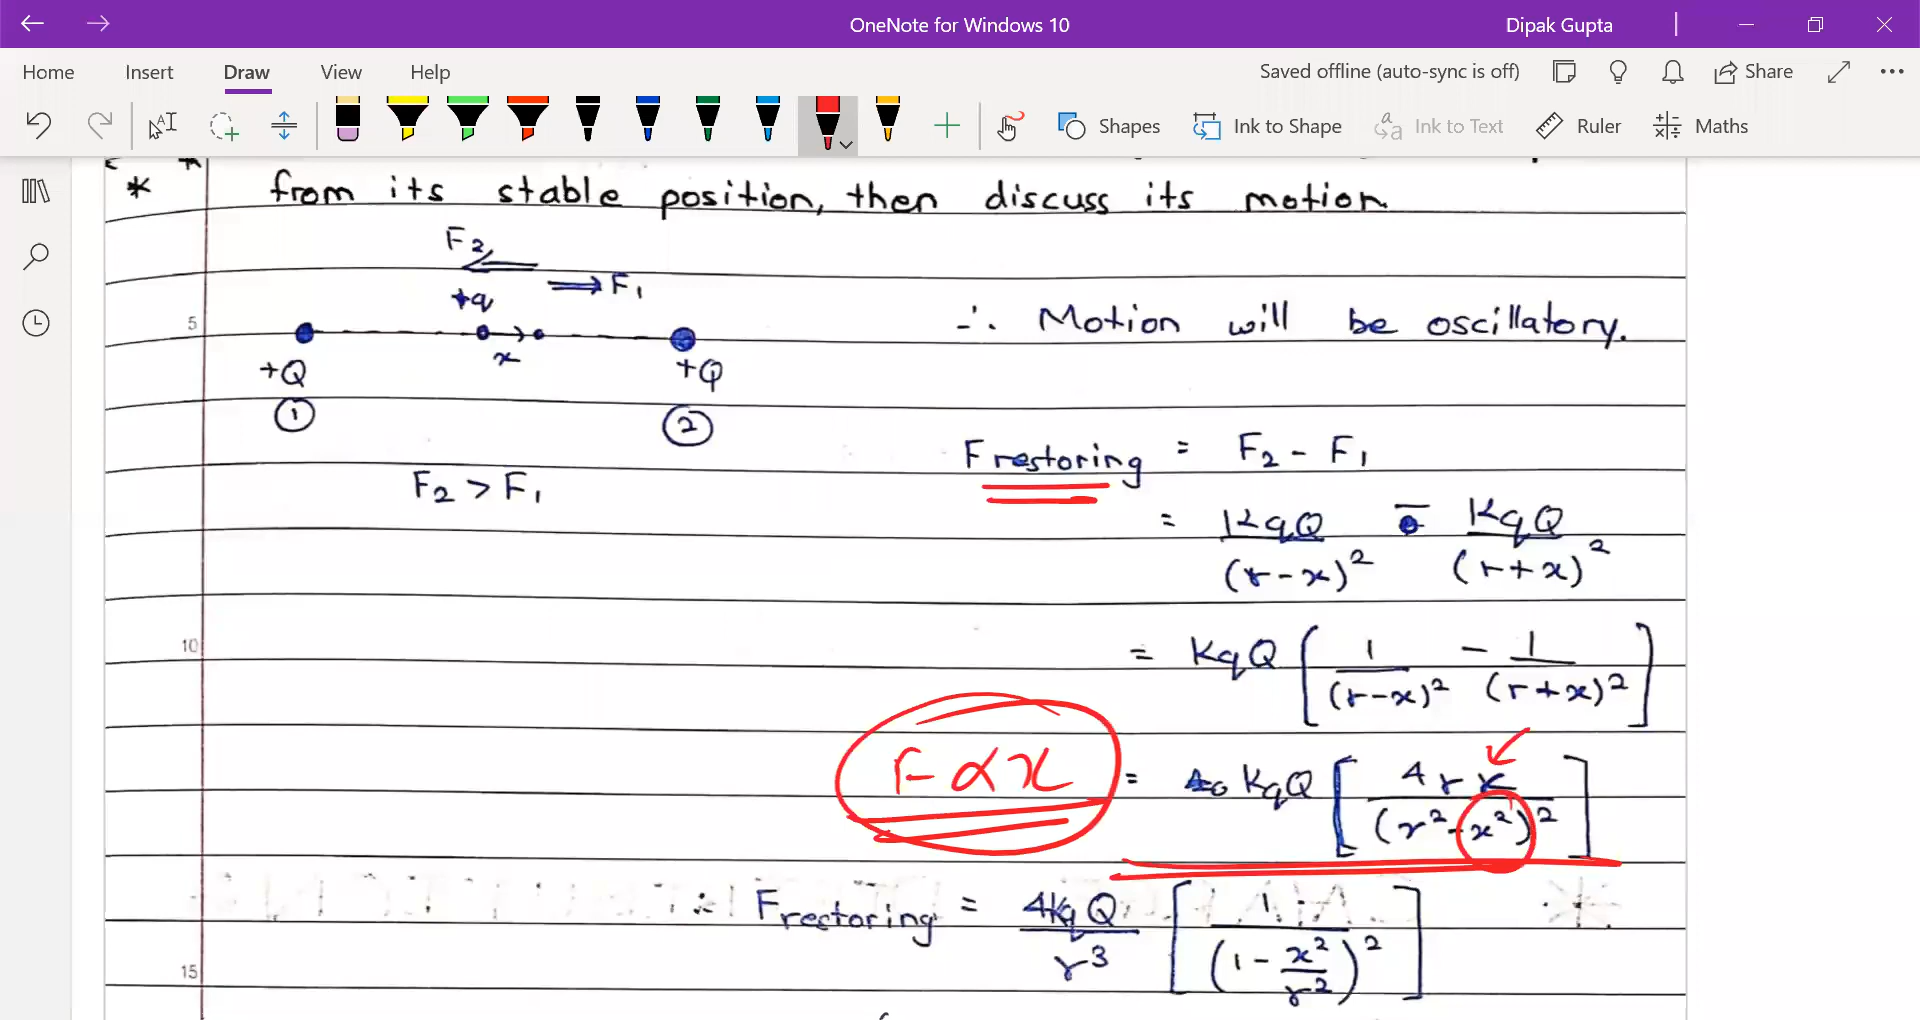 OneNote for Windows 10
Dipak Gupta
Home Insert Draw View Help
Saved offline (auto-sync is off) Share
Shapes Ink to Shape Ink to Text Ruler Maths
* from its stable position, then discuss its motion.
F₂
→ F₁
+q
5
x
∴ Motion will be oscillatory.
+Q +Q
① ②
F₂ > F₁
F restoring = F₂ - F₁
= KqQ/(r-x)² - KqQ/(r+x)²
10
= KqQ [1/(r-x)² - 1/(r+x)²]
F α x
= KqQ [4rx/(r²-x²)²]
∴ Frestoring = 4KqQ/r³ [1/(1-x²/r²)²]
15